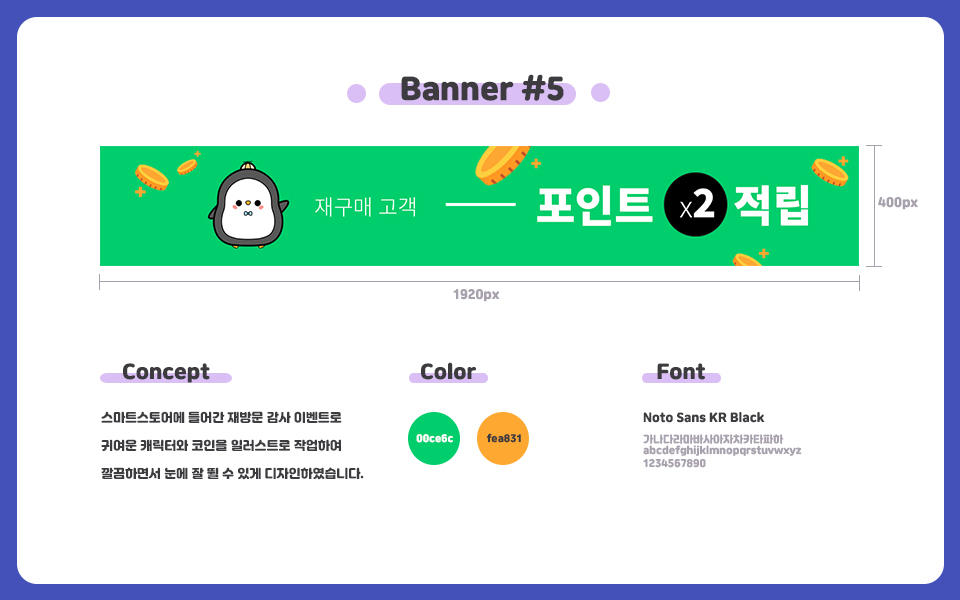 Banner #5
재구매 고객
포인트 x2 적립
400px
1920px
Concept
스마트스토어에 들어간 재방문 감사 이벤트로
귀여운 캐릭터와 코인을 일러스트로 작업하여
깔끔하면서 눈에 잘 띌 수 있게 디자인하였습니다.
Color
00ce6c
fea831
Font
Noto Sans KR Black
가나다라마바사아자차카타파하
abcdefghijklmnopqrstuvwxyz
1234567890